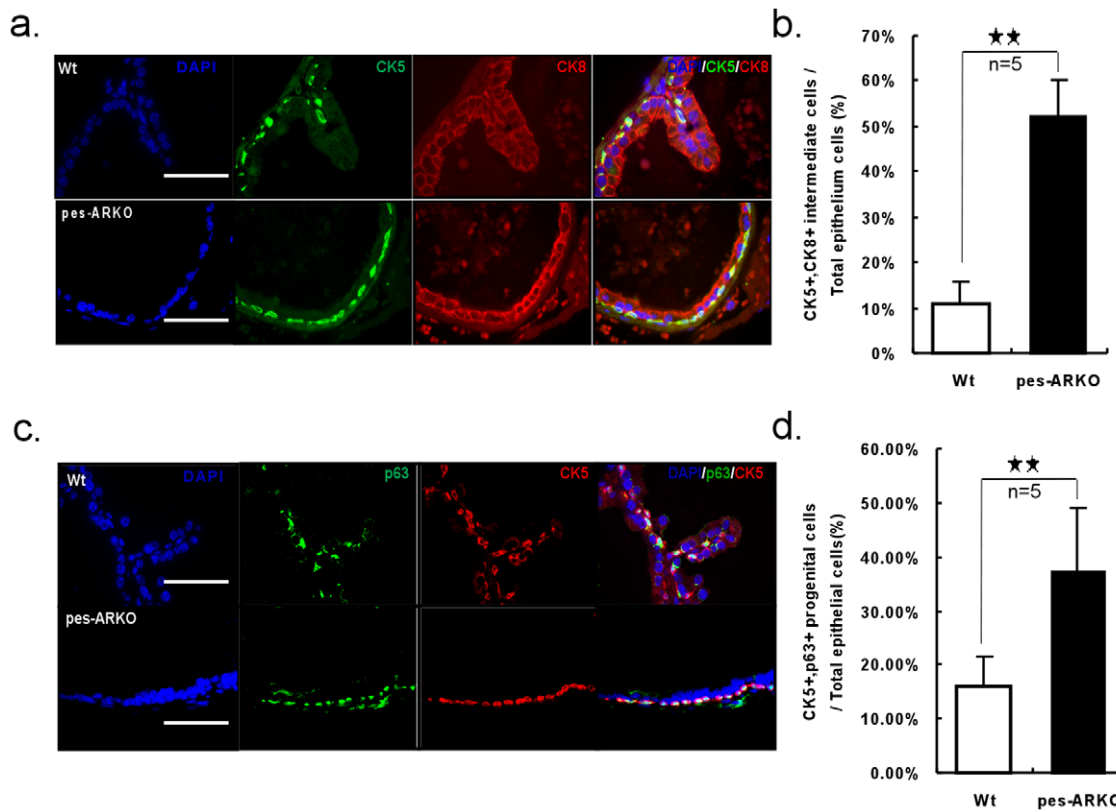 a.
Wt
DAPI
CK5
CK8
DAPI/CK5/CK8
pes-ARKO
b.
CK5+,CK8+ intermediate cells /
Total epithelium cells (%)
70%
60%
50%
40%
30%
20%
10%
0%
★★
n=5
Wt
pes-ARKO
c.
Wt
DAPI
p63
CK5
DAPI/p63/CK5
pes-ARKO
d.
CK5+,p63+ progenital cells
/ Total epithelial cells(%)
60.00%
50.00%
40.00%
30.00%
20.00%
10.00%
0.00%
★★
n=5
Wt
pes-ARKO